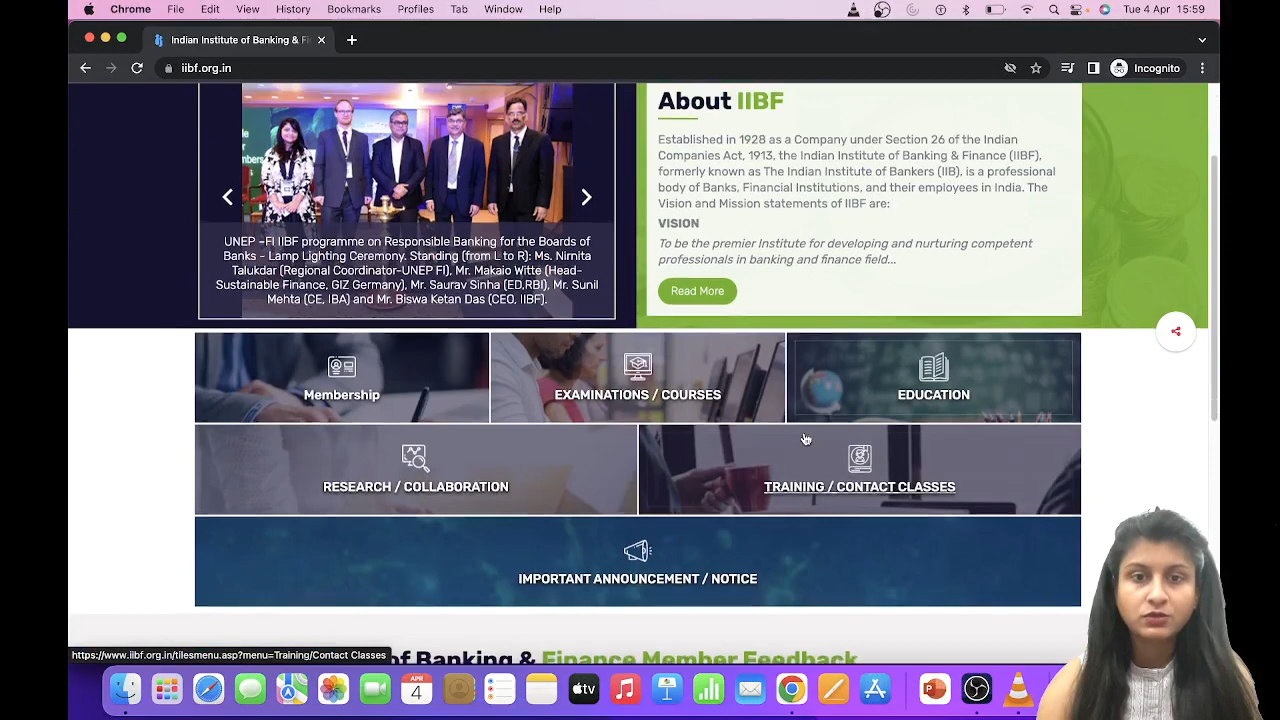 Chrome File Edit View History Bookmarks Profiles Tab Window Help Tue 4 Apr 15:59
Indian Institute of Banking & Fi
iibf.org.in Incognito
About IIBF
Established in 1928 as a Company under Section 26 of the Indian
Companies Act, 1913, the Indian Institute of Banking & Finance (IIBF),
formerly known as The Indian Institute of Bankers (IIB), is a professional
body of Banks, Financial Institutions, and their employees in India. The
Vision and Mission statements of IIBF are:
VISION
To be the premier Institute for developing and nurturing competent
professionals in banking and finance field...
Read More
UNEP –FI IIBF programme on Responsible Banking for the Boards of
Banks - Lamp Lighting Ceremony. Standing (from L to R): Ms. Nirnita
Talukdar (Regional Coordinator-UNEP FI), Mr. Makaio Witte (Head-
Sustainable Finance, GIZ Germany), Mr. Saurav Sinha (ED,RBI), Mr. Sunil
Mehta (CE, IBA) and Mr. Biswa Ketan Das (CEO, IIBF).
Membership
EXAMINATIONS / COURSES
EDUCATION
RESEARCH / COLLABORATION
TRAINING / CONTACT CLASSES
IMPORTANT ANNOUNCEMENT / NOTICE
of Banking & Finance Member Feedback
https://www.iibf.org.in/tilesmenu.asp?menu=Training/Contact Classes
APR
4
tv